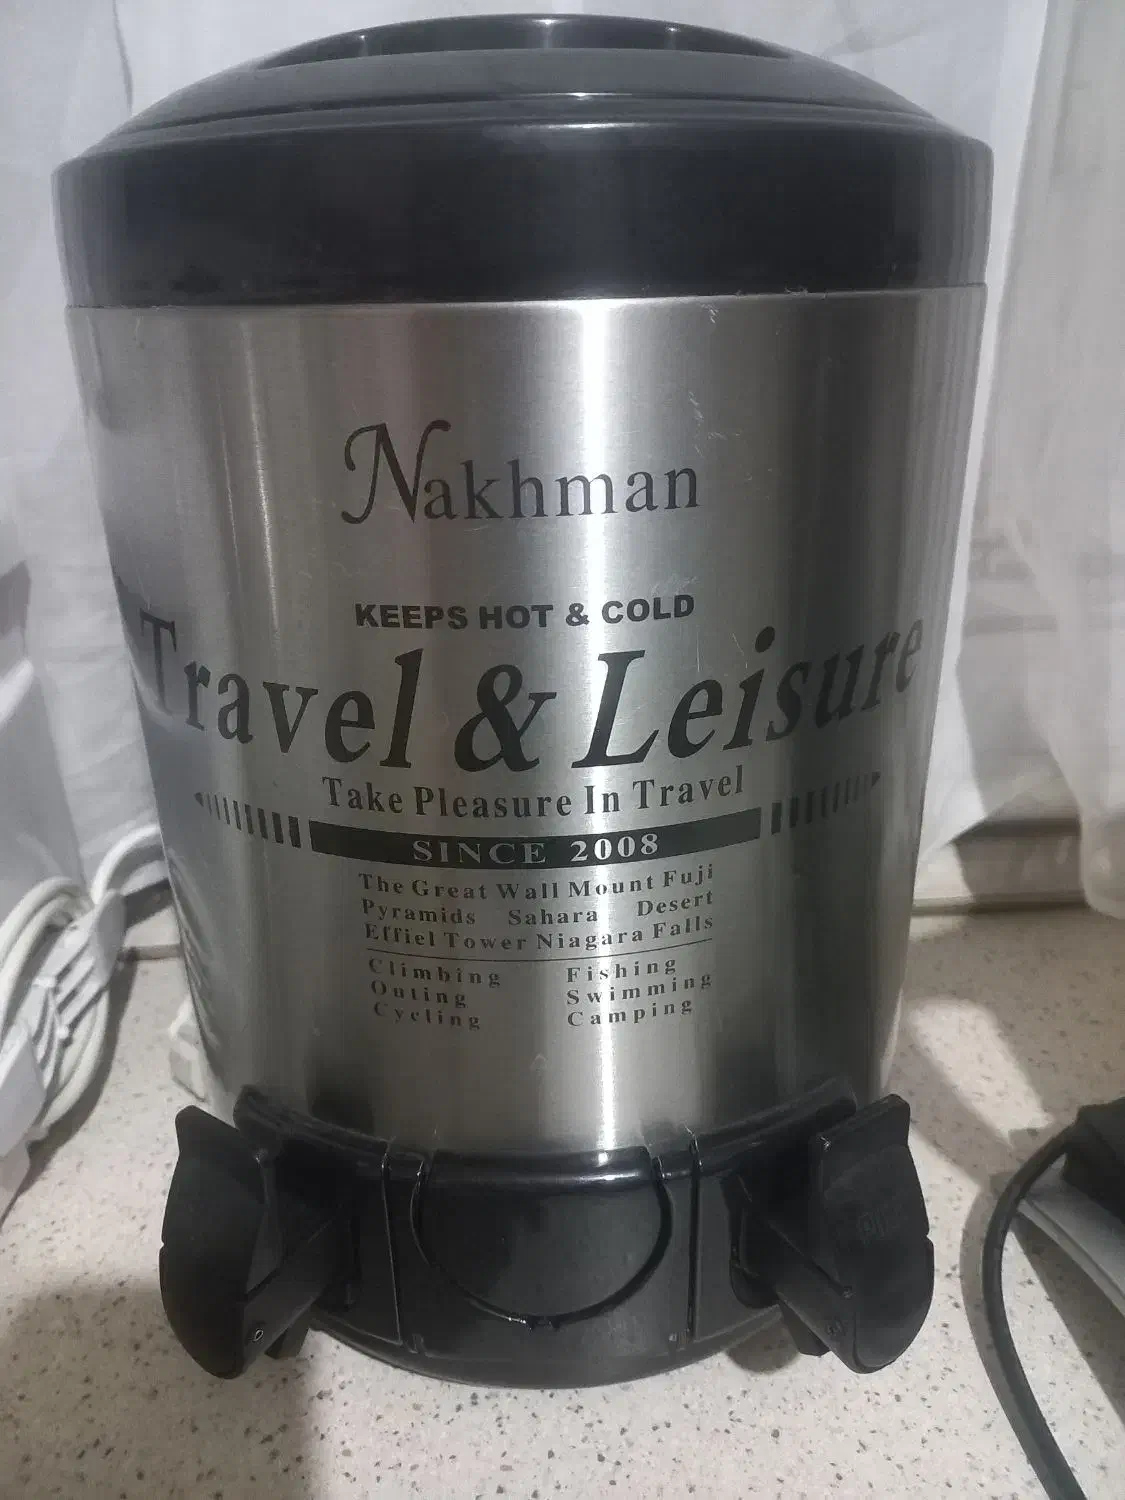 Nakhman
KEEPS HOT & COLD
Travel & Leisure
Take Pleasure In Travel
SINCE 2008
The Great Wall Mount Fuji
Pyramids Sahara Desert
Effiel Tower Niagara Falls
Climbing Fishing
Outing Swimming
Cycling Camping